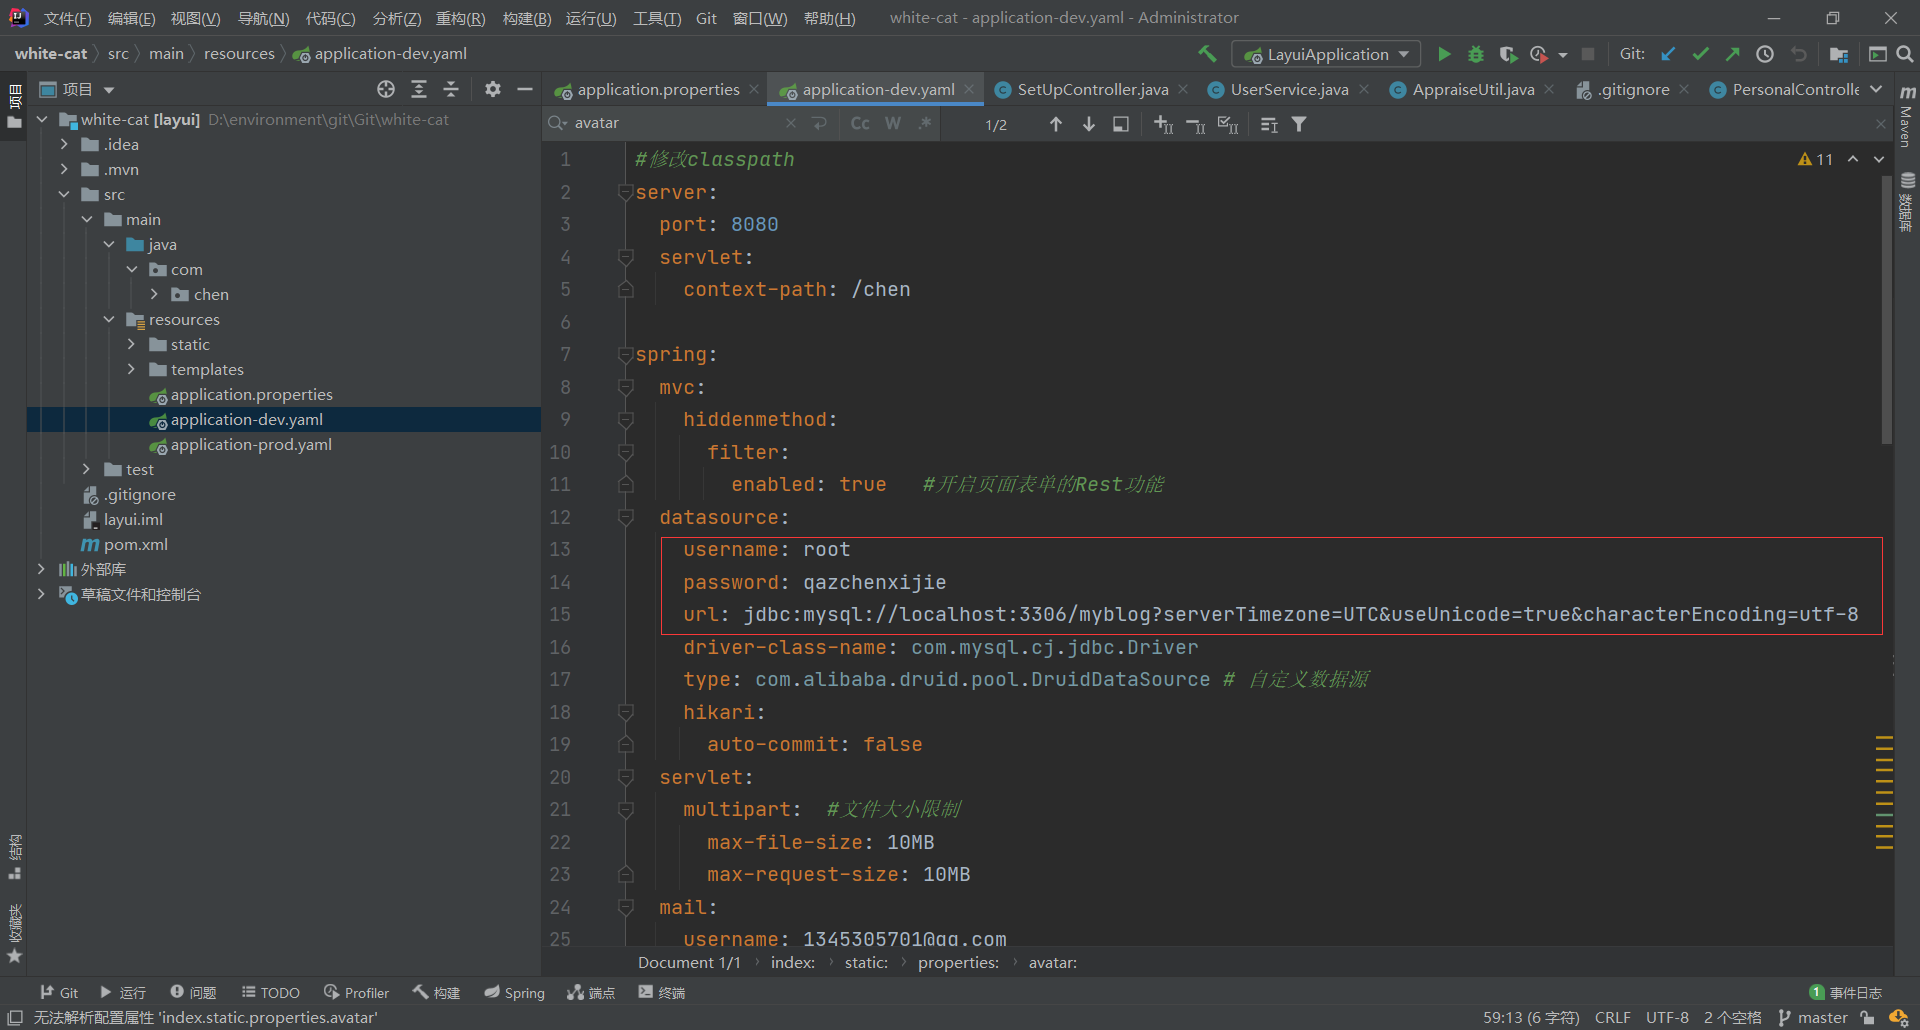 文件(F) 编辑(E) 视图(V) 导航(N) 代码(C) 分析(Z) 重构(R) 构建(B) 运行(U) 工具(T) Git 窗口(W) 帮助(H) white-cat - application-dev.yaml - Administrator
white-cat src main resources application-dev.yaml LayuiApplication Git:
项目 application.properties application-dev.yaml SetUpController.java UserService.java AppraiseUtil.java .gitignore PersonalControlle
avatar Cc W .* 1/2
项目
white-cat [layui] D:\environment\git\Git\white-cat
.idea
.mvn
src
main
java
com
chen
resources
static
templates
application.properties
application-dev.yaml
application-prod.yaml
test
.gitignore
layui.iml
pom.xml
外部库
草稿文件和控制台
结构
收藏夹
1 #修改classpath
2 server:
3 port: 8080
4 servlet:
5 context-path: /chen
6
7 spring:
8 mvc:
9 hiddenmethod:
10 filter:
11 enabled: true #开启页面表单的Rest功能
12 datasource:
13 username: root
14 password: qazchenxijie
15 url: jdbc:mysql://localhost:3306/myblog?serverTimezone=UTC&useUnicode=true&characterEncoding=utf-8
16 driver-class-name: com.mysql.cj.jdbc.Driver
17 type: com.alibaba.druid.pool.DruidDataSource # 自定义数据源
18 hikari:
19 auto-commit: false
20 servlet:
21 multipart: #文件大小限制
22 max-file-size: 10MB
23 max-request-size: 10MB
24 mail:
25 username: 1345305701@qq.com
11
m Maven
数据库
Document 1/1 index: static: properties: avatar:
Git 运行 问题 TODO Profiler 构建 Spring 端点 终端 1 事件日志
无法解析配置属性 'index.static.properties.avatar' 59:13 (6 字符) CRLF UTF-8 2 个空格 master